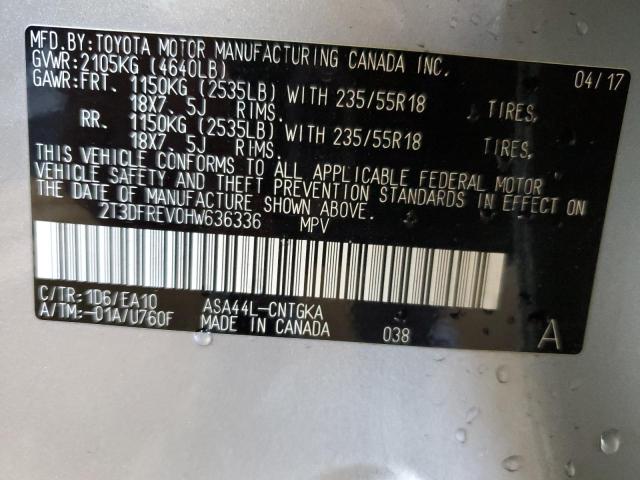 MFD.BY:TOYOTA MOTOR MANUFACTURING CANADA INC.
GVWR:2105KG (4640LB) 04/17
GAWR:FRT. 1150KG (2535LB) WITH 235/55R18 TIRES,
18X7.5J RIMS.
RR. 1150KG (2535LB) WITH 235/55R18 TIRES,
18X7.5J RIMS.
THIS VEHICLE CONFORMS TO ALL APPLICABLE FEDERAL MOTOR
VEHICLE SAFETY AND THEFT PREVENTION STANDARDS IN EFFECT ON
THE DATE OF MANUFACTURE SHOWN ABOVE.
2T3DFREV0HW636336 MPV
C/TR:1D6/EA10 ASA44L-CNTGKA
A/TM:-01A/U760F MADE IN CANADA 038 A